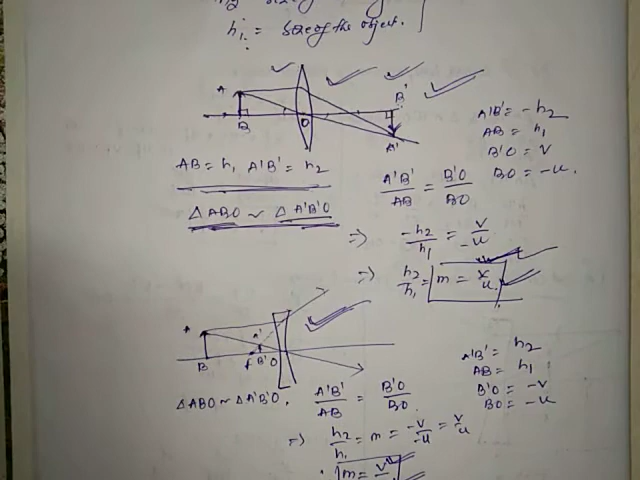 h₁ = Size of the object.
A
B
O
B'
A'
A'B' = -h₂
AB = h₁
B'O = v
BO = -u.
AB = h₁ A'B' = h₂
ΔABO ~ ΔA'B'O
A'B'/AB = B'O/BO
=> -h₂/h₁ = v/-u
=> h₂/h₁ = m = v/u
A
B
A'
F B' O
A'B' = h₂
AB = h₁
B'O = -v
BO = -u
ΔABO ~ ΔA'B'O. A'B'/AB = B'O/BO
=> h₂/h₁ = m = -v/-u = v/u
m = v